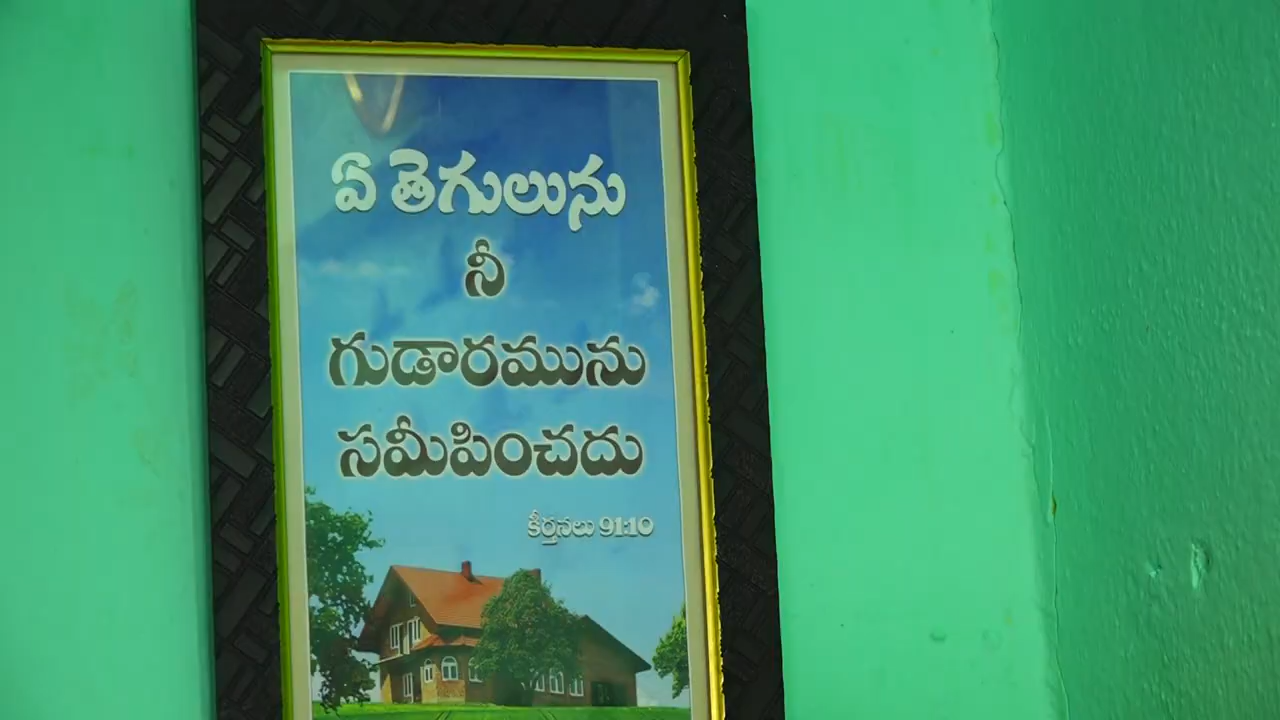 ఏ తెగులును
నీ
గుడారమును
సమీపించదు
కీర్తనలు 91:10